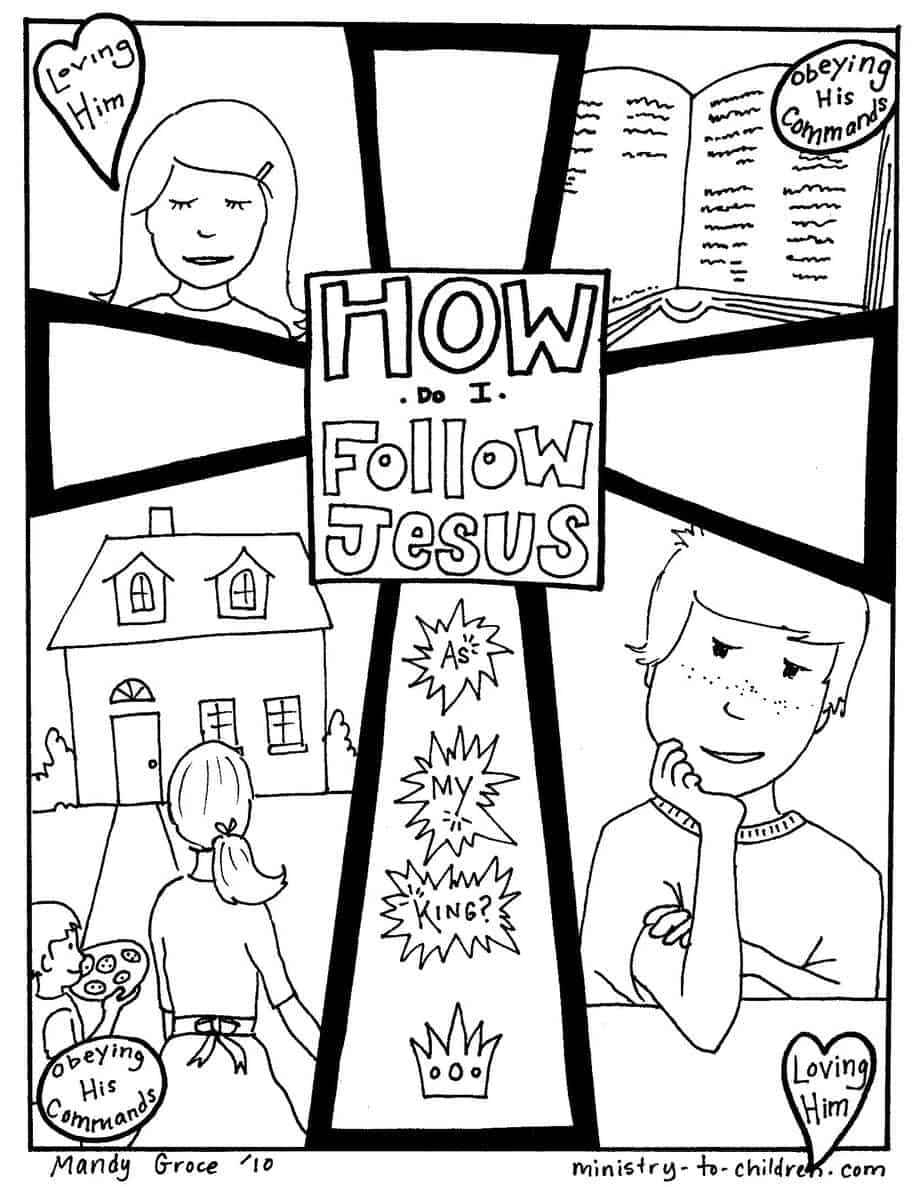 Loving
Him
Obeying
His
Commands
HOW
. Do I .
Follow
Jesus
As
My
King?
Obeying
His
Commands
Loving
Him
Mandy Groce '10
ministry-to-children.com